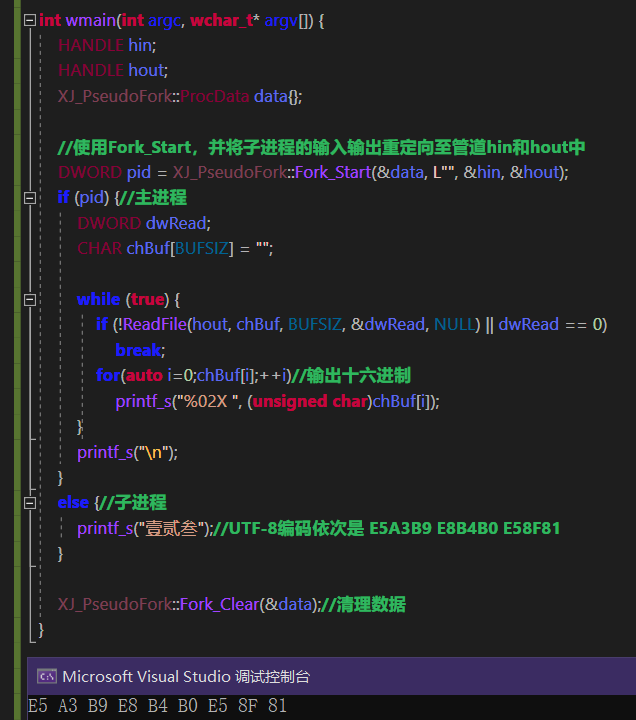 int wmain(int argc, wchar_t* argv[]) {
HANDLE hin;
HANDLE hout;
XJ_PseudoFork::ProcData data{};
//使用Fork_Start，并将子进程的输入输出重定向至管道hin和hout中
DWORD pid = XJ_PseudoFork::Fork_Start(&data, L"", &hin, &hout);
if (pid) {//主进程
DWORD dwRead;
CHAR chBuf[BUFSIZ] = "";
while (true) {
if (!ReadFile(hout, chBuf, BUFSIZ, &dwRead, NULL) || dwRead == 0)
break;
for(auto i=0;chBuf[i];++i)//输出十六进制
printf_s("%02X ", (unsigned char)chBuf[i]);
}
printf_s("\n");
}
else {//子进程
printf_s("壹贰叁");//UTF-8编码依次是 E5A3B9 E8B4B0 E58F81
}
XJ_PseudoFork::Fork_Clear(&data);//清理数据
}
Microsoft Visual Studio 调试控制台
E5 A3 B9 E8 B4 B0 E5 8F 81